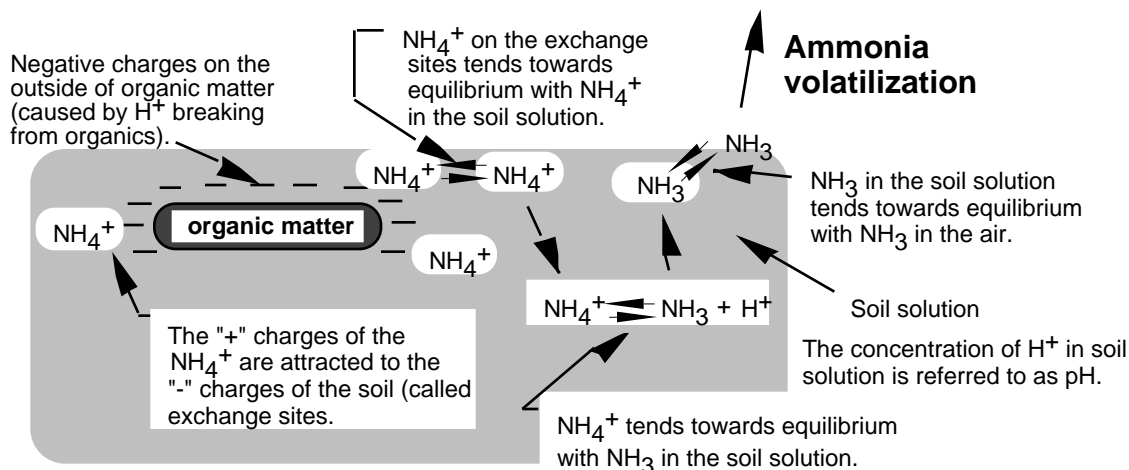 Negative charges on the
outside of organic matter
(caused by H⁺ breaking
from organics).
NH₄⁺ on the exchange
sites tends towards
equilibrium with NH₄⁺
in the soil solution.
Ammonia
volatilization
NH₃
NH₄⁺
NH₄⁺
NH₃
NH₃ in the soil solution
tends towards equilibrium
with NH₃ in the air.
NH₄⁺
organic matter
NH₄⁺
NH₄⁺
NH₃ + H⁺
Soil solution
The "+" charges of the
NH₄⁺ are attracted to the
"-" charges of the soil (called
exchange sites.
The concentration of H⁺ in soil
solution is referred to as pH.
NH₄⁺ tends towards equilibrium
with NH₃ in the soil solution.